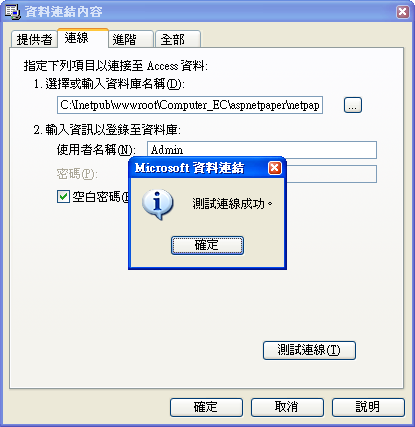 資料連結內容
提供者 連線 進階 全部
指定下列項目以連接至 Access 資料:
1. 選擇或輸入資料庫名稱(D):
C:\Inetpub\wwwroot\Computer_EC\aspnetpaper\netpap ...
2. 輸入資訊以登錄至資料庫:
使用者名稱(N): Admin
密碼(P):
空白密碼(
Microsoft 資料連結
測試連線成功。
確定
測試連線(T)
確定 取消 說明